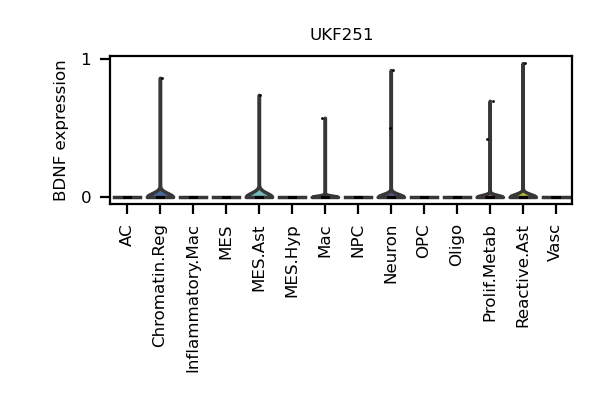 UKF251
BDNF expression
1
0
AC
Chromatin.Reg
Inflammatory.Mac
MES
MES.Ast
MES.Hyp
Mac
NPC
Neuron
OPC
Oligo
Prolif.Metab
Reactive.Ast
Vasc